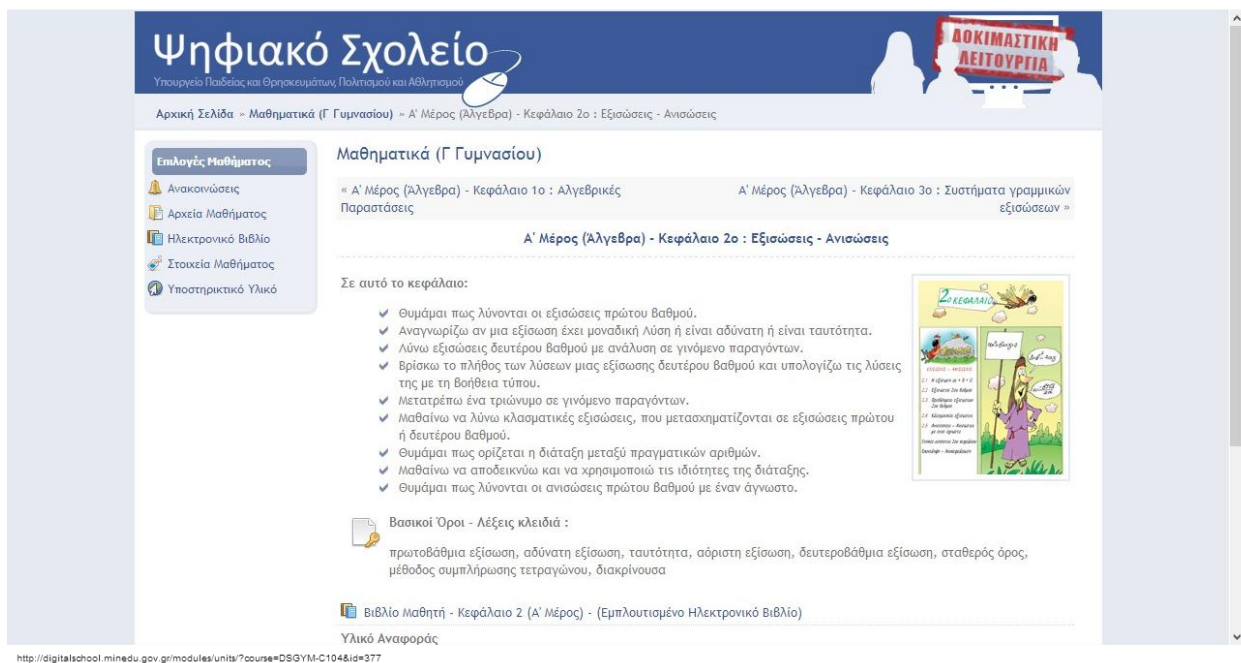 Ψηφιακό Σχολείο
Υπουργείο Παιδείας και Θρησκευμάτων, Πολιτισμού και Αθλητισμού
ΔΟΚΙΜΑΣΤΙΚΗ
ΛΕΙΤΟΥΡΓΙΑ
Αρχική Σελίδα » Μαθηματικά (Γ Γυμνασίου) » Α' Μέρος (Άλγεβρα) - Κεφάλαιο 2ο : Εξισώσεις - Ανισώσεις
Επιλογές Μαθήματος
Ανακοινώσεις
Αρχεία Μαθήματος
Ηλεκτρονικό Βιβλίο
Στοιχεία Μαθήματος
Υποστηρικτικό Υλικό
Μαθηματικά (Γ Γυμνασίου)
« Α' Μέρος (Άλγεβρα) - Κεφάλαιο 1ο : Αλγεβρικές
Παραστάσεις
Α' Μέρος (Άλγεβρα) - Κεφάλαιο 3ο : Συστήματα γραμμικών
εξισώσεων »
Α' Μέρος (Άλγεβρα) - Κεφάλαιο 2ο : Εξισώσεις - Ανισώσεις
Σε αυτό το κεφάλαιο:
Θυμάμαι πως λύνονται οι εξισώσεις πρώτου βαθμού.
Αναγνωρίζω αν μια εξίσωση έχει μοναδική λύση ή είναι αδύνατη ή είναι ταυτότητα.
Λύνω εξισώσεις δευτέρου βαθμού με ανάλυση σε γινόμενο παραγόντων.
Βρίσκω το πλήθος των λύσεων μιας εξίσωσης δευτέρου βαθμού και υπολογίζω τις λύσεις
της με τη βοήθεια τύπου.
Μετατρέπω ένα τριώνυμο σε γινόμενο παραγόντων.
Μαθαίνω να λύνω κλασματικές εξισώσεις, που μετασχηματίζονται σε εξισώσεις πρώτου
ή δευτέρου βαθμού.
Θυμάμαι πως ορίζεται η διάταξη μεταξύ πραγματικών αριθμών.
Μαθαίνω να αποδεικνύω και να χρησιμοποιώ τις ιδιότητες της διάταξης.
Θυμάμαι πως λύνονται οι ανισώσεις πρώτου βαθμού με έναν άγνωστο.
2ο ΚΕΦΑΛΑΙΟ
Βασικοί Όροι - Λέξεις κλειδιά :
πρωτοβάθμια εξίσωση, αδύνατη εξίσωση, ταυτότητα, αόριστη εξίσωση, δευτεροβάθμια εξίσωση, σταθερός όρος,
μέθοδος συμπλήρωσης τετραγώνου, διακρίνουσα
Βιβλίο Μαθητή - Κεφάλαιο 2 (Α' Μέρος) - (Εμπλουτισμένο Ηλεκτρονικό Βιβλίο)
Υλικό Αναφοράς
http://digitalschool.minedu.gov.gr/modules/units/?course=DSGYM-C104&id=377